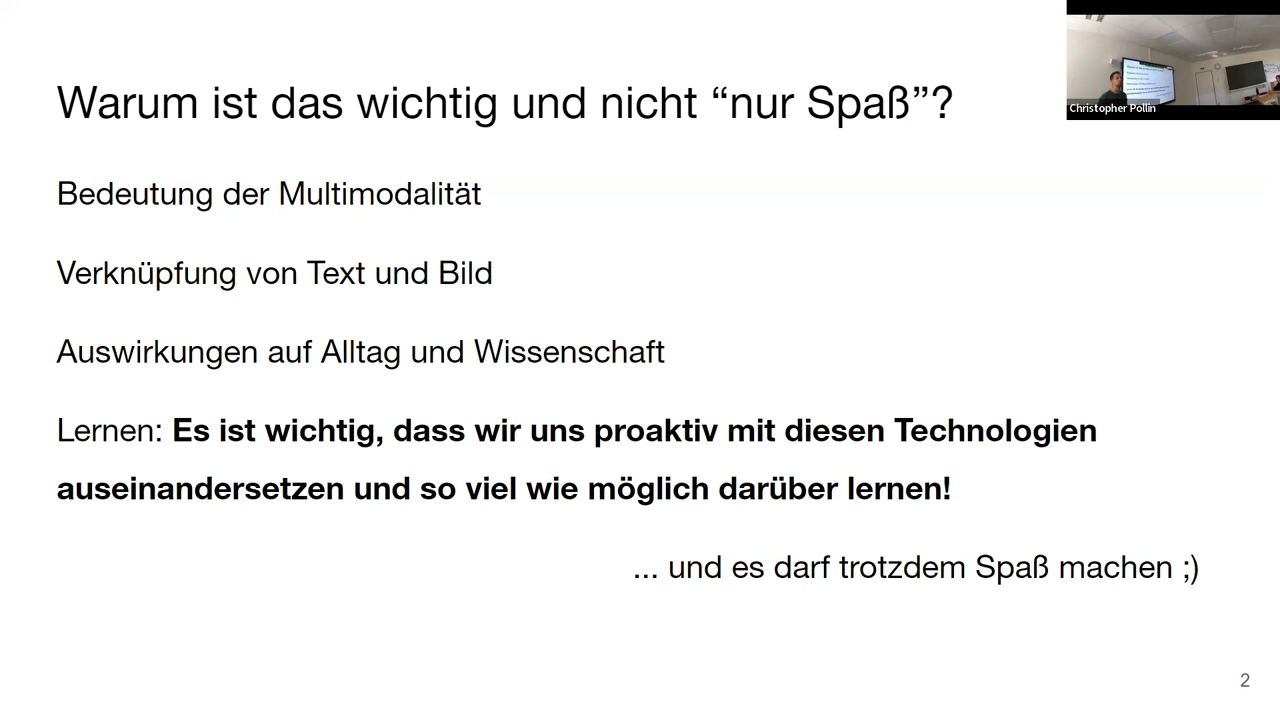 Warum ist das wichtig und nicht “nur Spaß”?
Christopher Pollin
Bedeutung der Multimodalität
Verknüpfung von Text und Bild
Auswirkungen auf Alltag und Wissenschaft
Lernen: Es ist wichtig, dass wir uns proaktiv mit diesen Technologien
auseinandersetzen und so viel wie möglich darüber lernen!
... und es darf trotzdem Spaß machen ;)
2